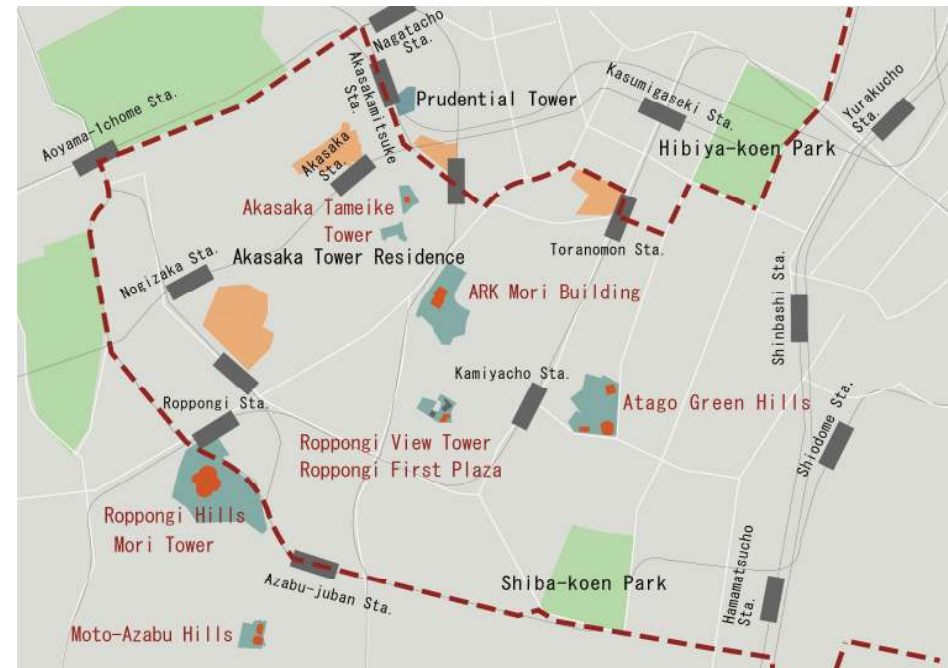 Nagatacho
Sta.
Akasakamitsuke
Sta.
Aoyama-1chome Sta.
Prudential Tower
Kasumigaseki Sta.
Yurakucho
Sta.
Hibiya-koen Park
Akasaka
Sta.
Akasaka Tameike
Tower
Akasaka Tower Residence
Toranomon Sta.
Nogizaka Sta.
ARK Mori Building
Shinbashi Sta.
Kamiyacho Sta.
Roppongi Sta.
Atago Green Hills
Roppongi View Tower
Roppongi First Plaza
Shiodome Sta.
Roppongi Hills
Mori Tower
Azabu-juban Sta.
Shiba-koen Park
Hamamatsucho
Sta.
Moto-Azabu Hills